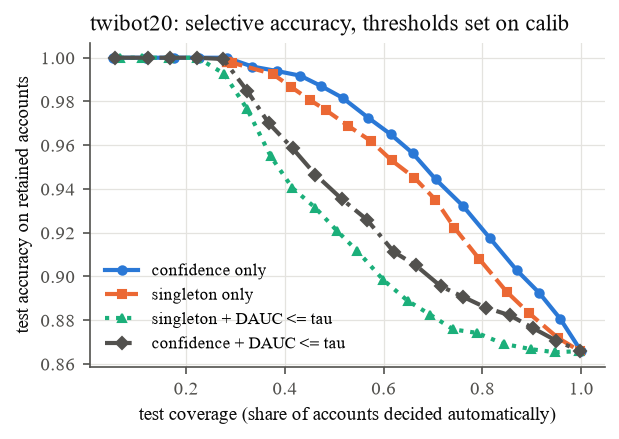 twibot20: selective accuracy, thresholds set on calib
test accuracy on retained accounts
1.00
0.98
0.96
0.94
0.92
0.90
0.88
0.86
confidence only
singleton only
singleton + DAUC <= tau
confidence + DAUC <= tau
0.2
0.4
0.6
0.8
1.0
test coverage (share of accounts decided automatically)